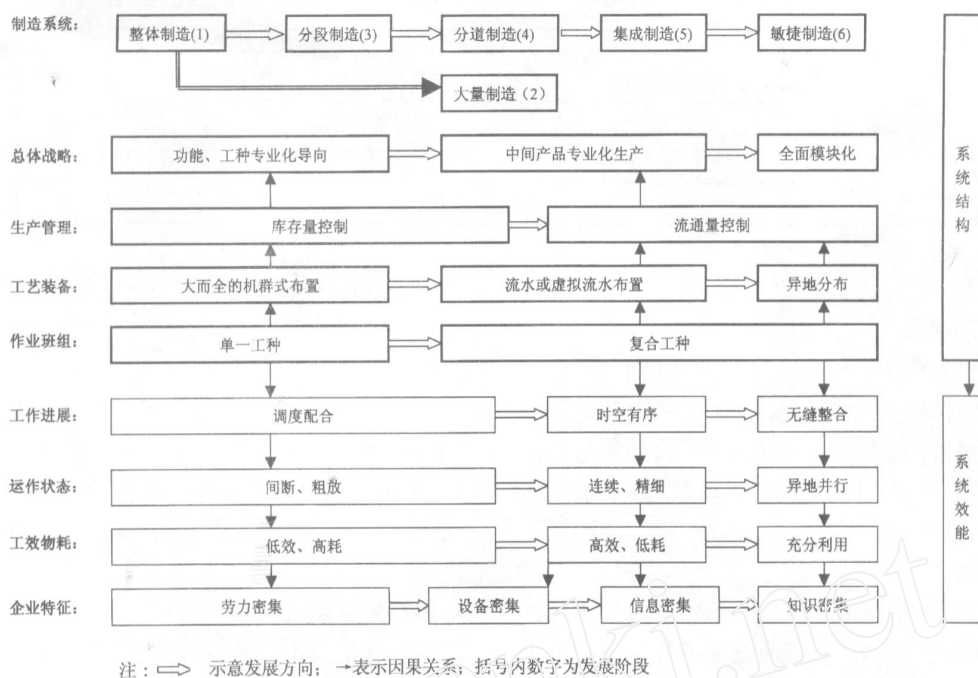 制造系统: 整体制造(1) 分段制造(3) 分道制造(4) 集成制造(5) 敏捷制造(6)
大量制造（2）
总体战略: 功能、工种专业化导向 中间产品专业化生产 全面模块化
生产管理: 库存量控制 流通量控制
工艺装备: 大而全的机群式布置 流水或虚拟流水布置 异地分布
作业班组: 单一工种 复合工种
系统结构
工作进展: 调度配合 时空有序 无缝整合
运作状态: 间断、粗放 连续、精细 异地并行
工效物耗: 低效、高耗 高效、低耗 充分利用
企业特征: 劳力密集 设备密集 信息密集 知识密集
系统效能
注：⇨ 示意发展方向；→表示因果关系；括号内数字为发展阶段